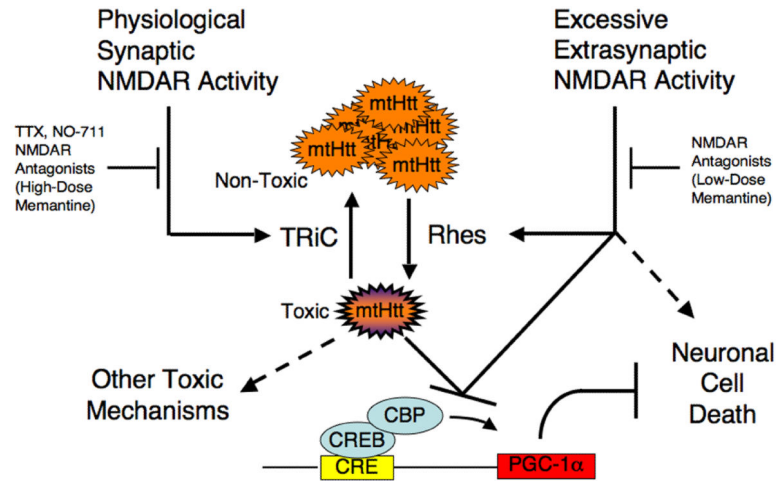 Physiological
Synaptic
NMDAR Activity
Excessive
Extrasynaptic
NMDAR Activity
TTX, NO-711
NMDAR
Antagonists
(High-Dose
Memantine)
mtHtt
mtHtt
mtHtt
mtHtt
Non-Toxic
NMDAR
Antagonists
(Low-Dose
Memantine)
TRiC
Rhes
Toxic
mtHtt
Other Toxic
Mechanisms
Neuronal
Cell
Death
CBP
CREB
CRE
PGC-1α